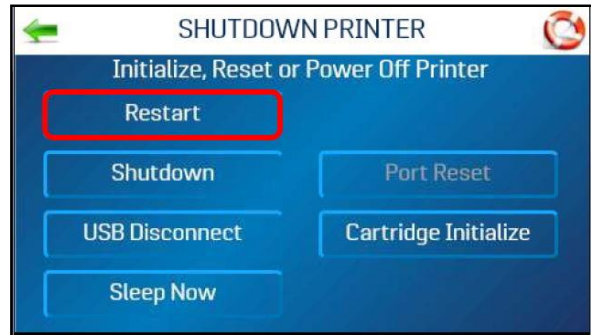 SHUTDOWN PRINTER
Initialize, Reset or Power Off Printer
Restart
Shutdown
Port Reset
USB Disconnect
Cartridge Initialize
Sleep Now